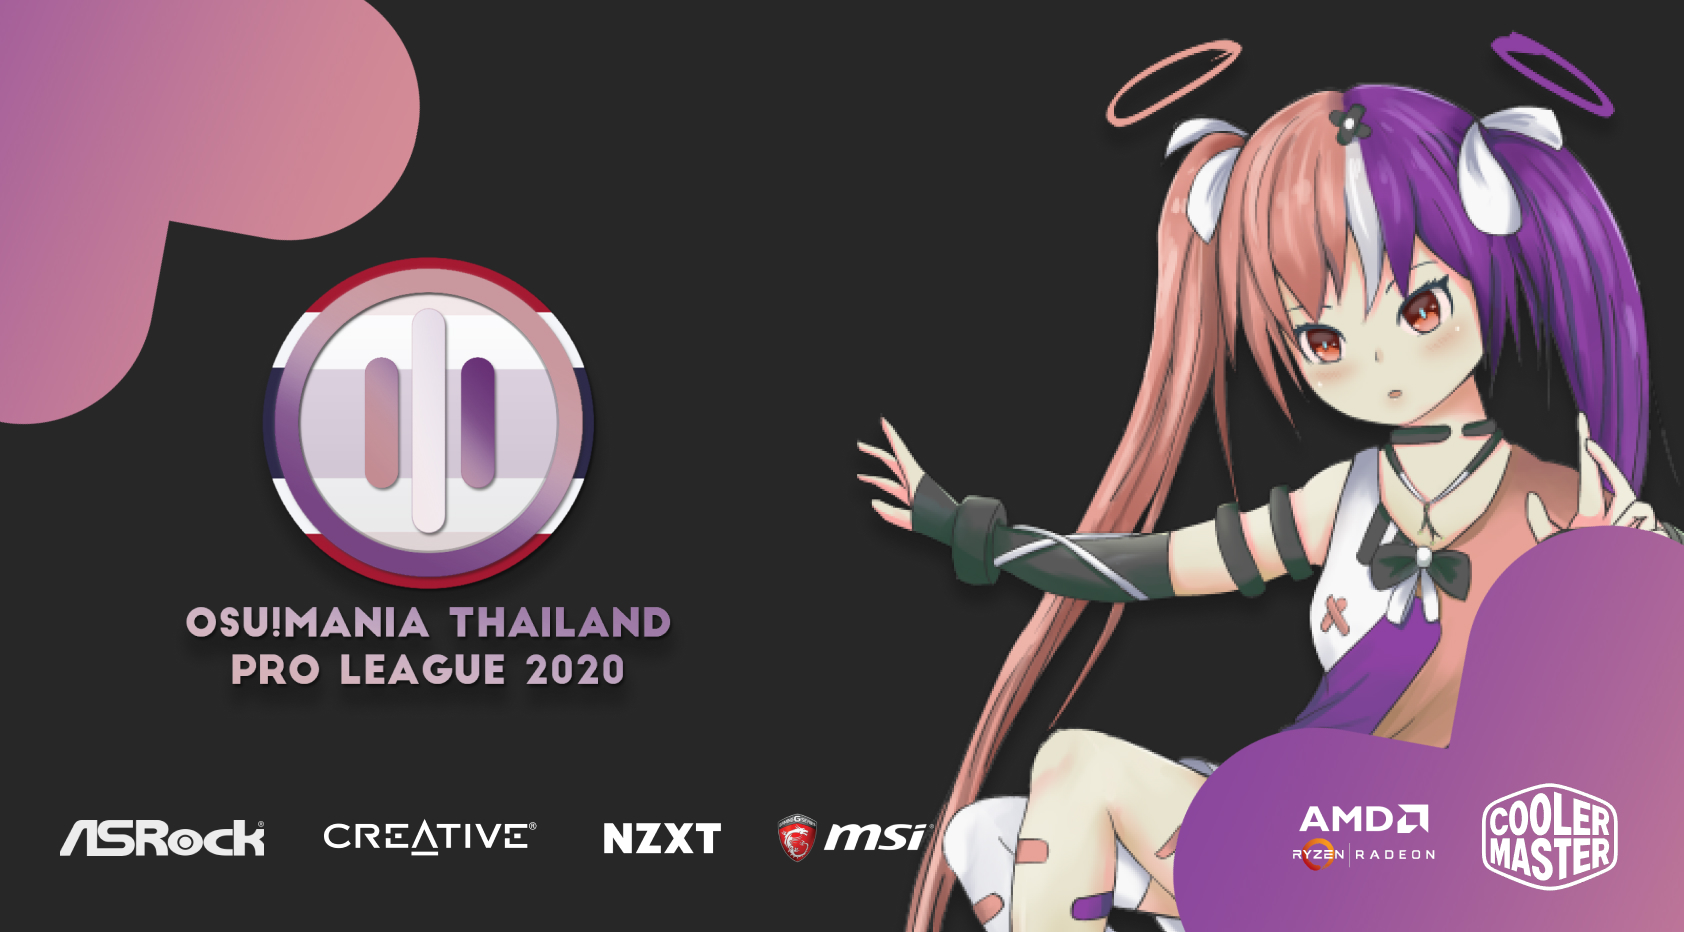 OSU!MANIA THAILAND
PRO LEAGUE 2020
ASRock®
CREATIVE®
NZXT
msi
AMD
RYZEN | RADEON
COOLER
MASTER